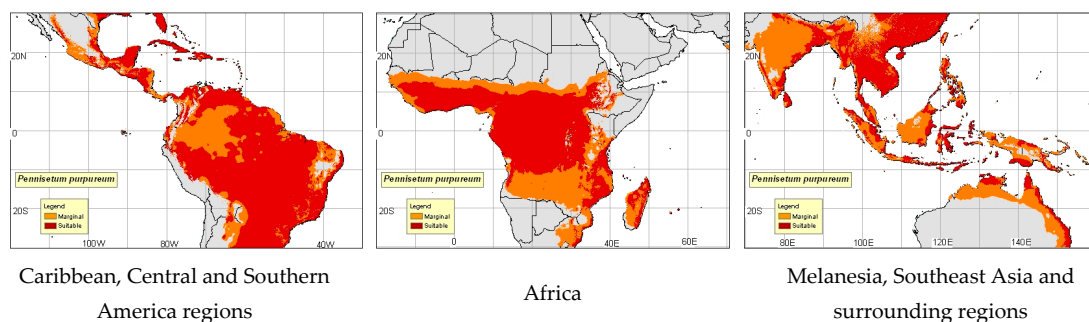 20N
0
20S
100W
80W
40W
Pennisetum purpureum
Legend
Marginal
Suitable
20N
0
20S
0
20E
40E
60E
Pennisetum purpureum
Legend
Marginal
Suitable
20N
0
20S
80E
100E
120E
140E
Pennisetum purpureum
Legend
Marginal
Suitable
Caribbean, Central and Southern
America regions
Africa
Melanesia, Southeast Asia and
surrounding regions